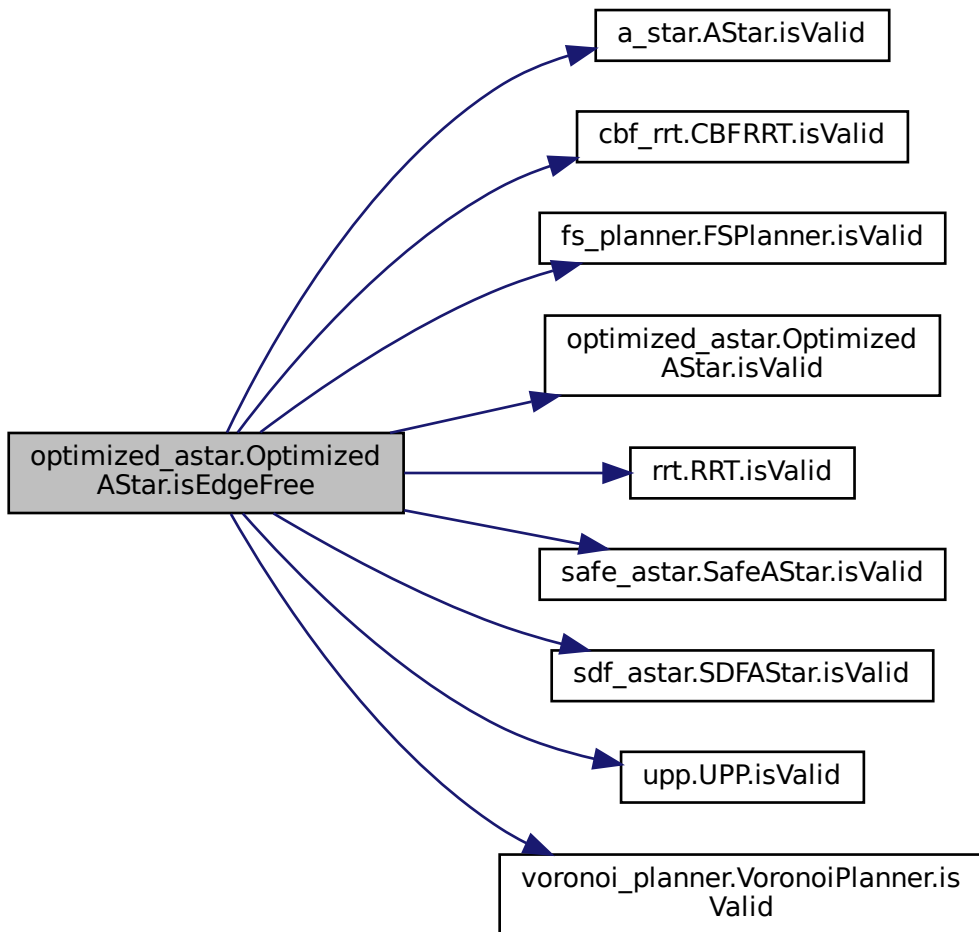 a_star.AStar.isValid
cbf_rrt.CBFRRT.isValid
fs_planner.FSPlanner.isValid
optimized_astar.Optimized
AStar.isValid
optimized_astar.Optimized
AStar.isEdgeFree
rrt.RRT.isValid
safe_astar.SafeAStar.isValid
sdf_astar.SDFAStar.isValid
upp.UPP.isValid
voronoi_planner.VoronoiPlanner.is
Valid